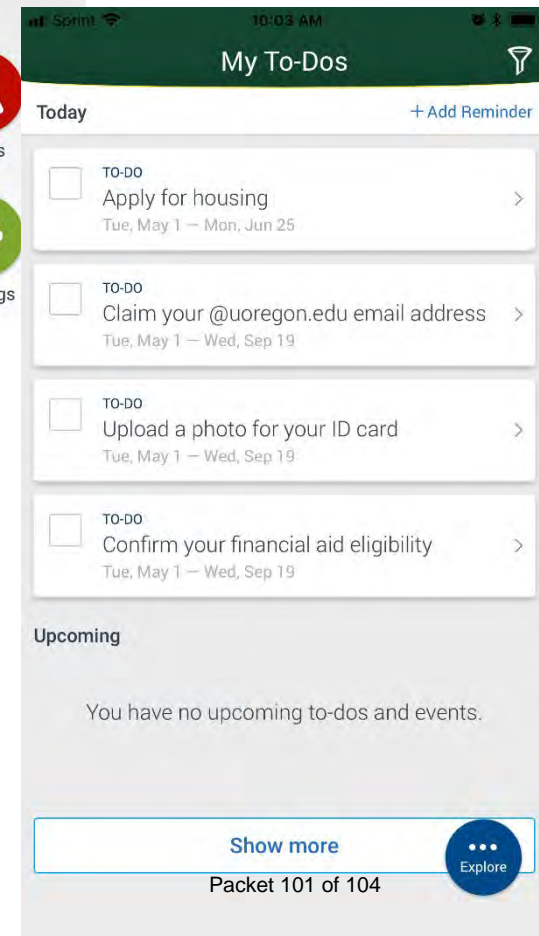 Sprint 10:03 AM
My To-Dos
Today + Add Reminder
TO-DO
Apply for housing
Tue, May 1 — Mon, Jun 25
TO-DO
Claim your @uoregon.edu email address
Tue, May 1 — Wed, Sep 19
TO-DO
Upload a photo for your ID card
Tue, May 1 — Wed, Sep 19
TO-DO
Confirm your financial aid eligibility
Tue, May 1 — Wed, Sep 19
Upcoming
You have no upcoming to-dos and events.
Show more
Explore
Packet 101 of 104